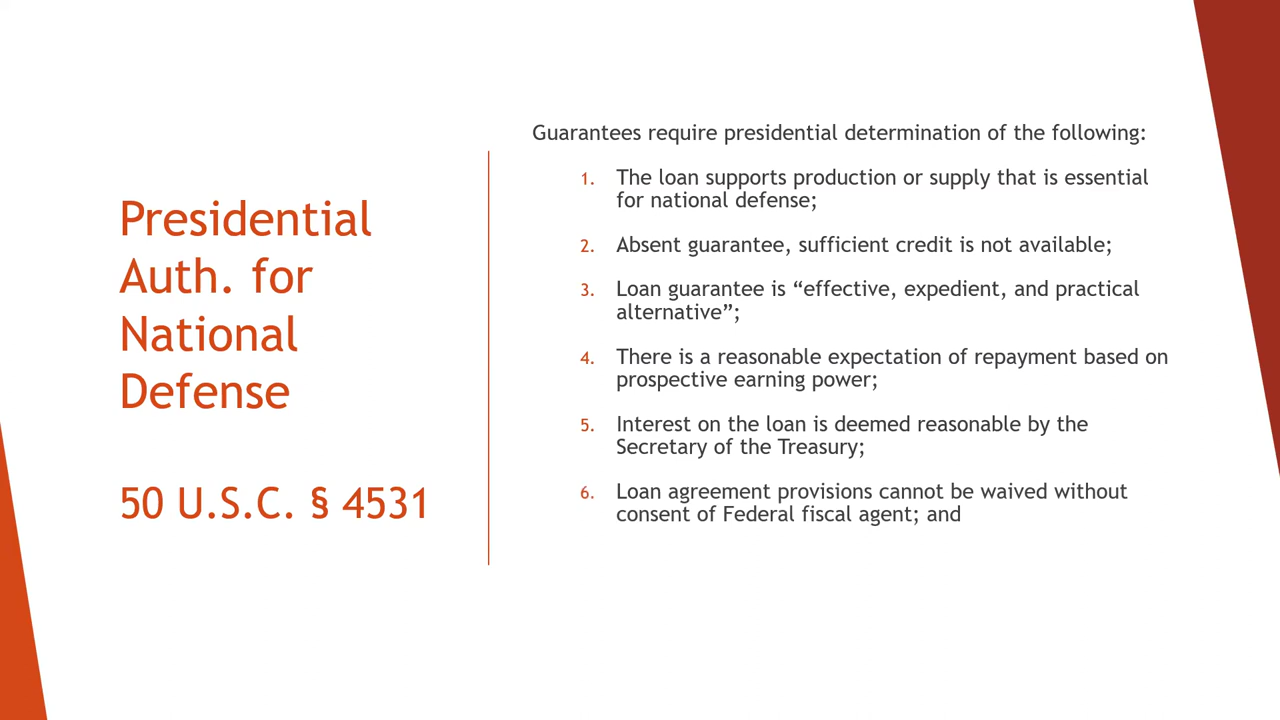 Presidential
Auth. for
National
Defense
50 U.S.C. § 4531
Guarantees require presidential determination of the following:
1. The loan supports production or supply that is essential
for national defense;
2. Absent guarantee, sufficient credit is not available;
3. Loan guarantee is “effective, expedient, and practical
alternative”;
4. There is a reasonable expectation of repayment based on
prospective earning power;
5. Interest on the loan is deemed reasonable by the
Secretary of the Treasury;
6. Loan agreement provisions cannot be waived without
consent of Federal fiscal agent; and